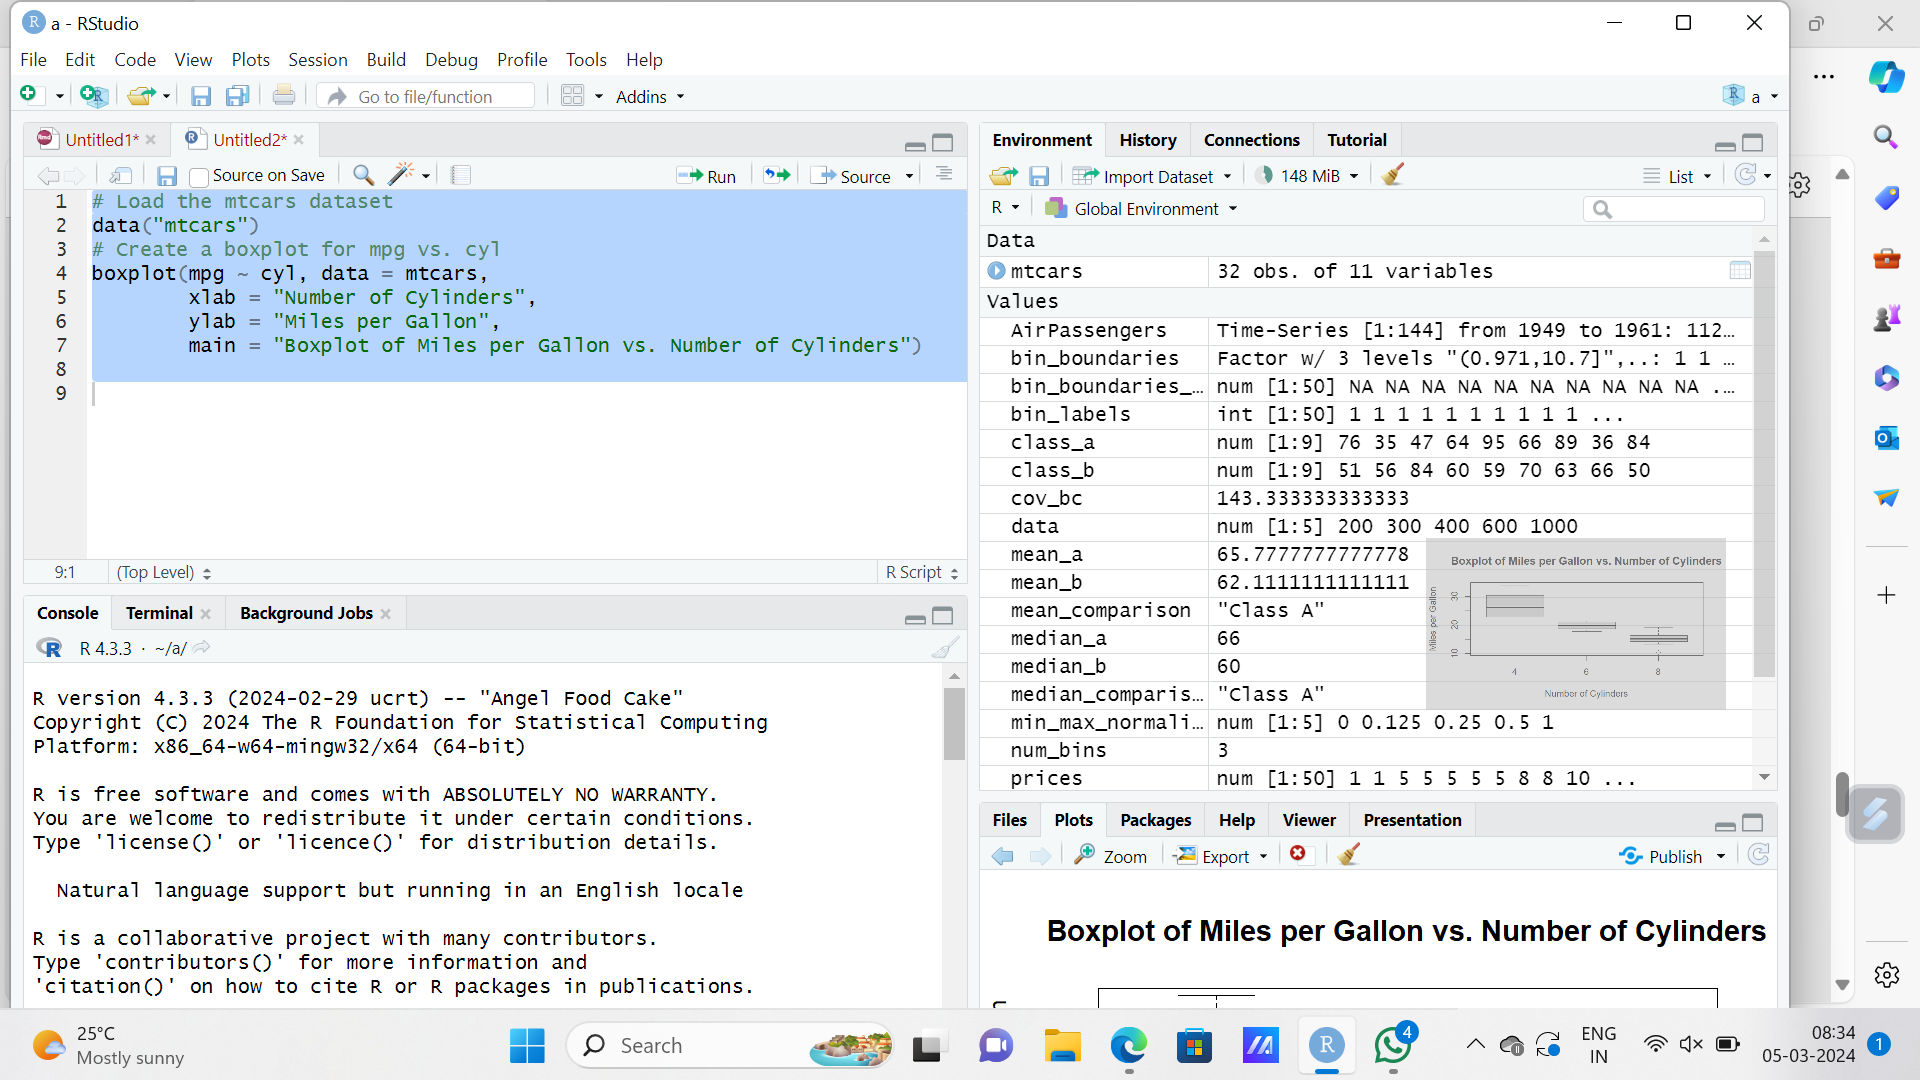 a - RStudio
File Edit Code View Plots Session Build Debug Profile Tools Help
Go to file/function Addins a
Untitled1* Untitled2*
Source on Save Run Source
1 # Load the mtcars dataset
2 data("mtcars")
3 # Create a boxplot for mpg vs. cyl
4 boxplot(mpg ~ cyl, data = mtcars,
5 xlab = "Number of Cylinders",
6 ylab = "Miles per Gallon",
7 main = "Boxplot of Miles per Gallon vs. Number of Cylinders")
8
9
9:1 (Top Level) R Script
Console Terminal Background Jobs
R 4.3.3 · ~/a/
R version 4.3.3 (2024-02-29 ucrt) -- "Angel Food Cake"
Copyright (C) 2024 The R Foundation for Statistical Computing
Platform: x86_64-w64-mingw32/x64 (64-bit)
R is free software and comes with ABSOLUTELY NO WARRANTY.
You are welcome to redistribute it under certain conditions.
Type 'license()' or 'licence()' for distribution details.
Natural language support but running in an English locale
R is a collaborative project with many contributors.
Type 'contributors()' for more information and
'citation()' on how to cite R or R packages in publications.
Environment History Connections Tutorial
Import Dataset 148 MiB List
R Global Environment
Data
mtcars 32 obs. of 11 variables
Values
AirPassengers Time-Series [1:144] from 1949 to 1961: 112…
bin_boundaries Factor w/ 3 levels "(0.971,10.7]",..: 1 1 …
bin_boundaries_… num [1:50] NA NA NA NA NA NA NA NA NA NA .…
bin_labels int [1:50] 1 1 1 1 1 1 1 1 1 1 ...
class_a num [1:9] 76 35 47 64 95 66 89 36 84
class_b num [1:9] 51 56 84 60 59 70 63 66 50
cov_bc 143.333333333333
data num [1:5] 200 300 400 600 1000
mean_a 65.7777777777778
mean_b 62.1111111111111
mean_comparison "Class A"
median_a 66
median_b 60
median_comparis… "Class A"
min_max_normali… num [1:5] 0 0.125 0.25 0.5 1
num_bins 3
prices num [1:50] 1 1 5 5 5 5 5 8 8 10 ...
Boxplot of Miles per Gallon vs. Number of Cylinders
Miles per Gallon
30
20
10
4 6 8
Number of Cylinders
Files Plots Packages Help Viewer Presentation
Zoom Export Publish
Boxplot of Miles per Gallon vs. Number of Cylinders
n
25°C
Mostly sunny
Search
4
ENG
IN
08:34
05-03-2024
1